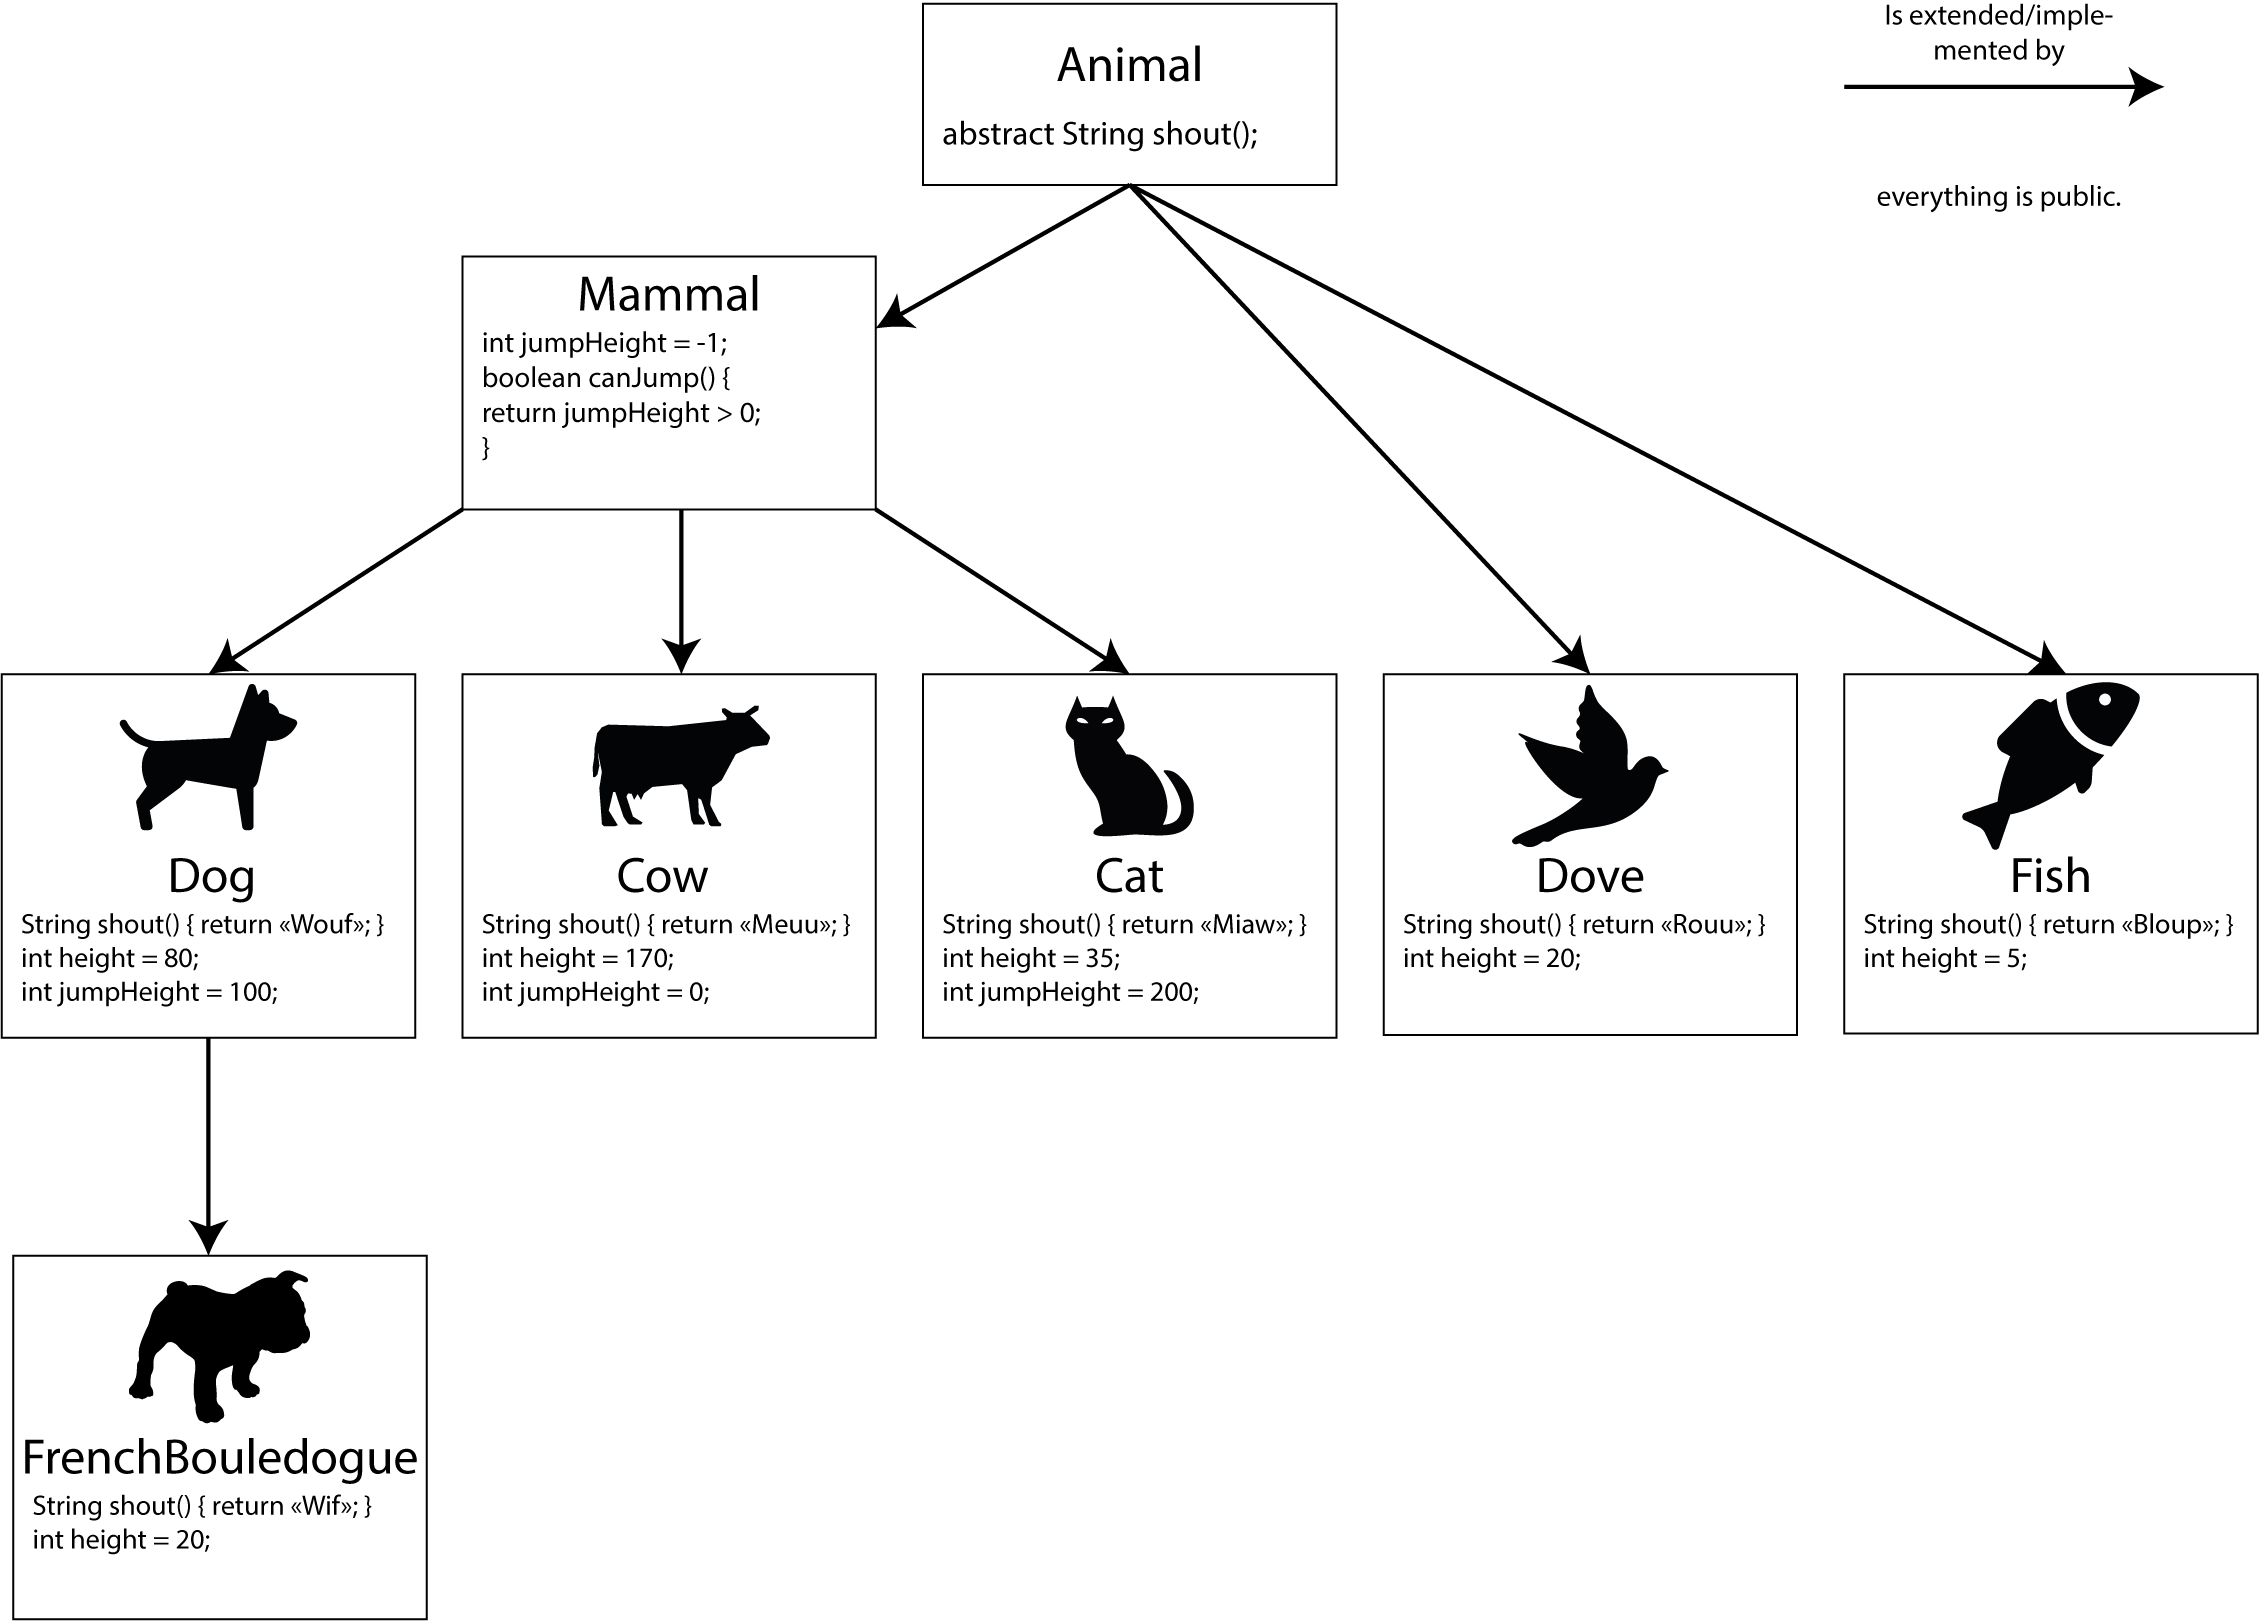 Animal
abstract String shout();
Is extended/imple-
mented by
everything is public.
Mammal
int jumpHeight = -1;
boolean canJump() {
return jumpHeight > 0;
}
Dog
String shout() { return «Wouf»; }
int height = 80;
int jumpHeight = 100;
Cow
String shout() { return «Meuu»; }
int height = 170;
int jumpHeight = 0;
Cat
String shout() { return «Miaw»; }
int height = 35;
int jumpHeight = 200;
Dove
String shout() { return «Rouu»; }
int height = 20;
Fish
String shout() { return «Bloup»; }
int height = 5;
FrenchBouledogue
String shout() { return «Wif»; }
int height = 20;